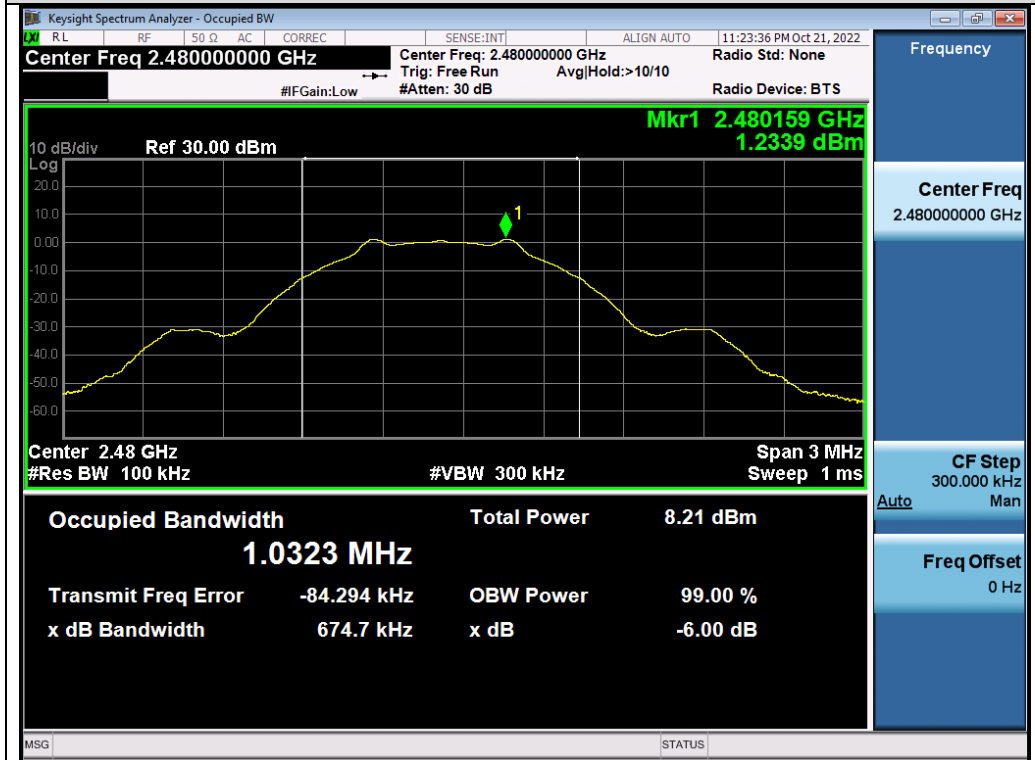 Keysight Spectrum Analyzer - Occupied BW
LXI RL RF 50 Ω AC CORREC SENSE:INT ALIGN AUTO 11:23:36 PM Oct 21, 2022
Center Freq 2.480000000 GHz
Center Freq: 2.480000000 GHz
Radio Std: None
Trig: Free Run Avg|Hold:>10/10
#IFGain:Low
#Atten: 30 dB
Radio Device: BTS
Mkr1 2.480159 GHz
1.2339 dBm
10 dB/div Ref 30.00 dBm
Log
20.0
10.0
0.00
-10.0
-20.0
-30.0
-40.0
-50.0
-60.0
1
Center 2.48 GHz Span 3 MHz
#Res BW 100 kHz #VBW 300 kHz Sweep 1 ms
Occupied Bandwidth Total Power 8.21 dBm
1.0323 MHz
Transmit Freq Error -84.294 kHz OBW Power 99.00 %
x dB Bandwidth 674.7 kHz x dB -6.00 dB
Frequency
Center Freq
2.480000000 GHz
CF Step
300.000 kHz
Auto Man
Freq Offset
0 Hz
MSG STATUS